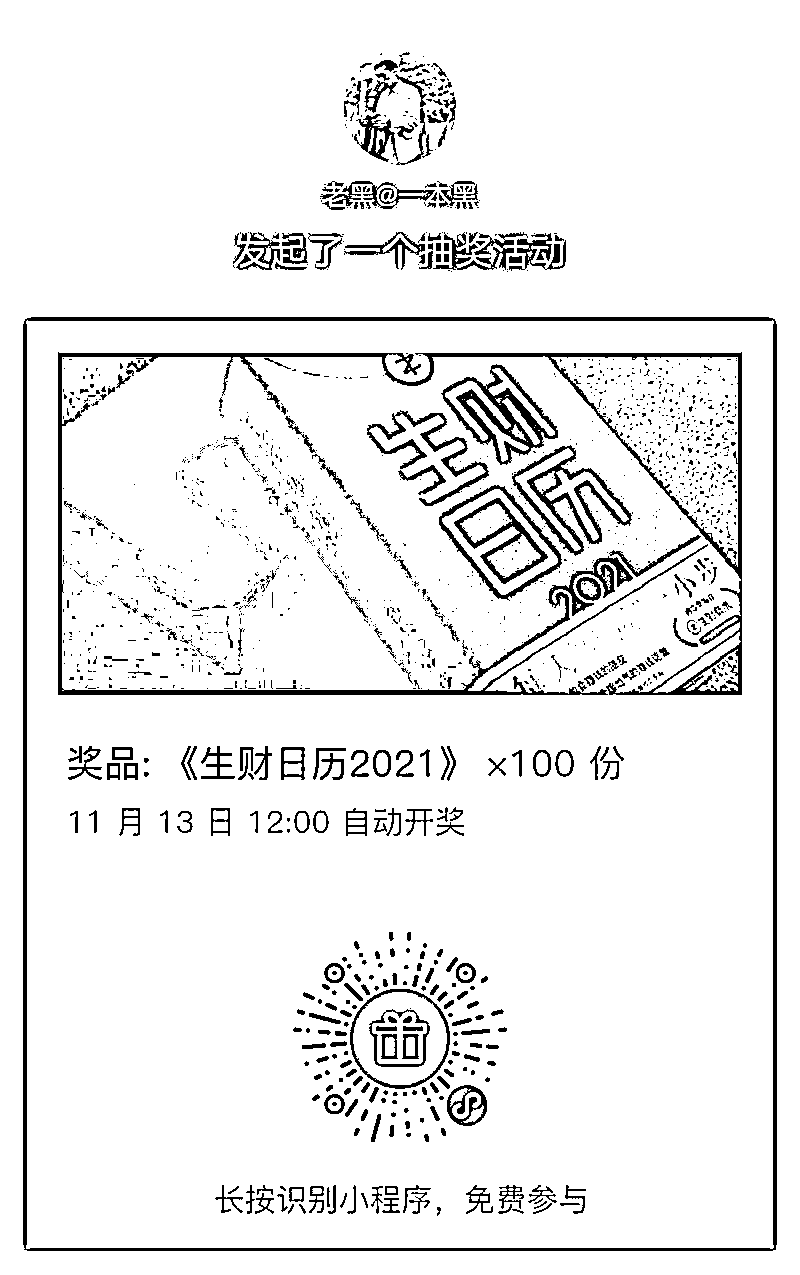 老黑@一本黑
发起了一个抽奖活动
生财
日历
2021
奖品: 《生财日历2021》 ×100 份
11 月 13 日 12:00 自动开奖
长按识别小程序，免费参与